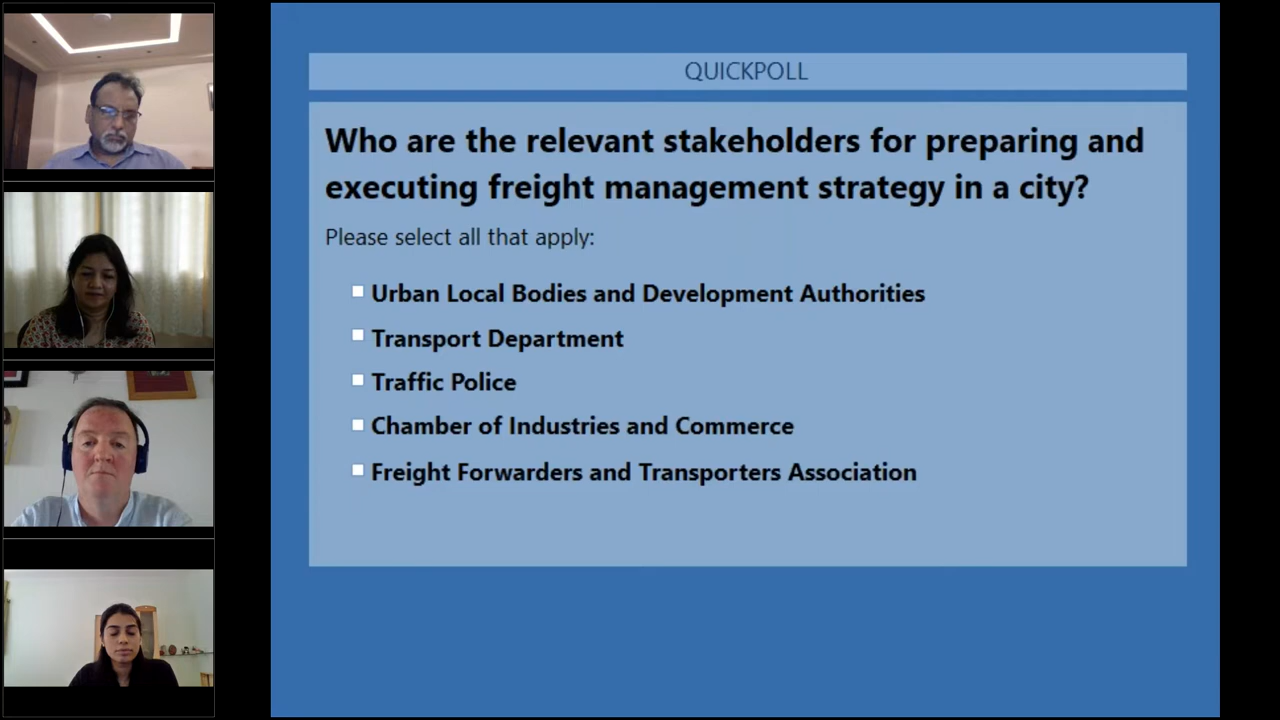 QUICKPOLL
Who are the relevant stakeholders for preparing and
executing freight management strategy in a city?
Please select all that apply:
Urban Local Bodies and Development Authorities
Transport Department
Traffic Police
Chamber of Industries and Commerce
Freight Forwarders and Transporters Association